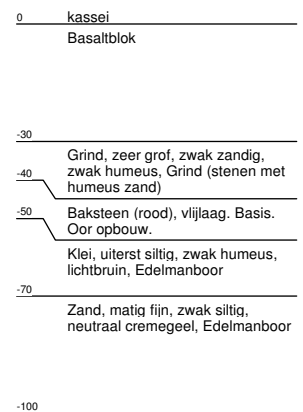 0 kassei
Basaltblok
-30
Grind, zeer grof, zwak zandig,
-40 zwak humeus, Grind (stenen met
humeus zand)
-50 Baksteen (rood), vlijlaag. Basis.
Oor opbouw.
Klei, uiterst siltig, zwak humeus,
lichtbruin, Edelmanboor
-70
Zand, matig fijn, zwak siltig,
neutraal cremegeel, Edelmanboor
-100